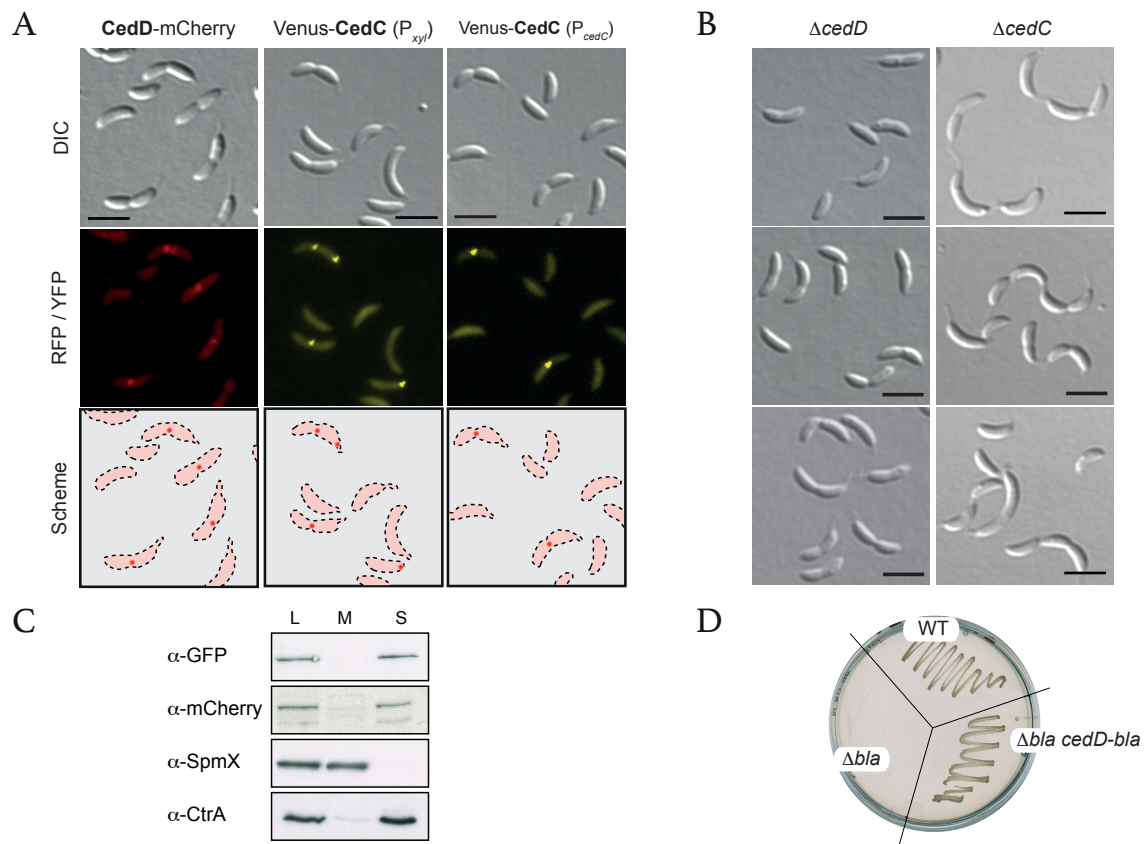 A
CedD-mCherry Venus-CedC (Pxyl) Venus-CedC (PcedC)
DIC
RFP / YFP
Scheme
B
ΔcedD ΔcedC
C
L M S
α-GFP
α-mCherry
α-SpmX
α-CtrA
D
WT
Δbla cedD-bla
Δbla